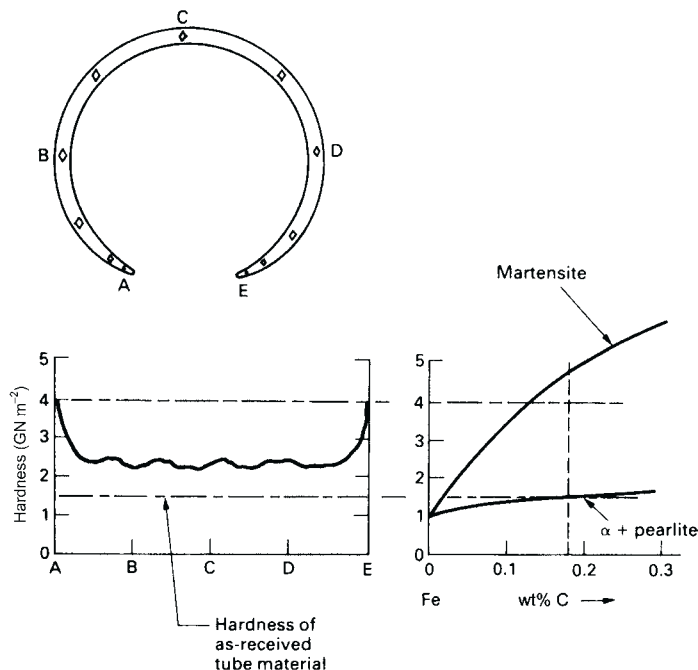 C
B
D
A
E
Martensite
5
4
3
2
1
0
Hardness (GN m⁻²)
A
B
C
D
E
5
4
3
2
1
0
α + pearlite
0
0.1
0.2
0.3
Fe
wt% C
Hardness of
as-received
tube material